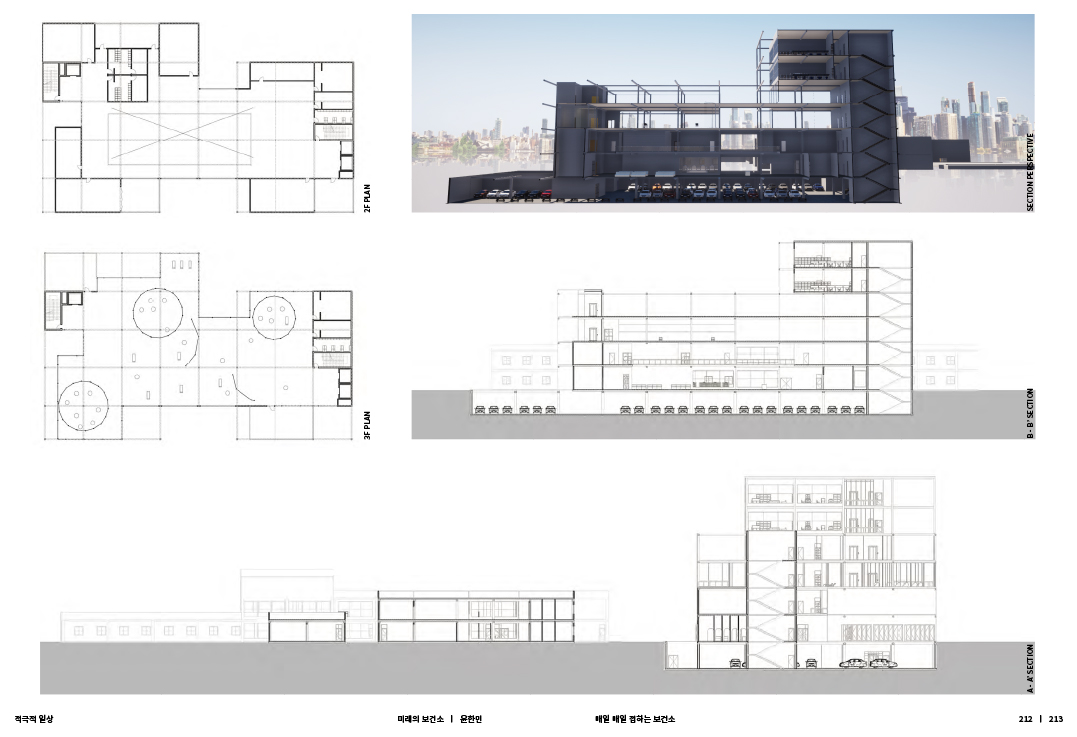 2F PLAN
SECTION PERSPECTIVE
3F PLAN
B - B' SECTION
A - A' SECTION
적극적 일상
미래의 보건소 | 윤한민
매일 매일 접하는 보건소
212 | 213